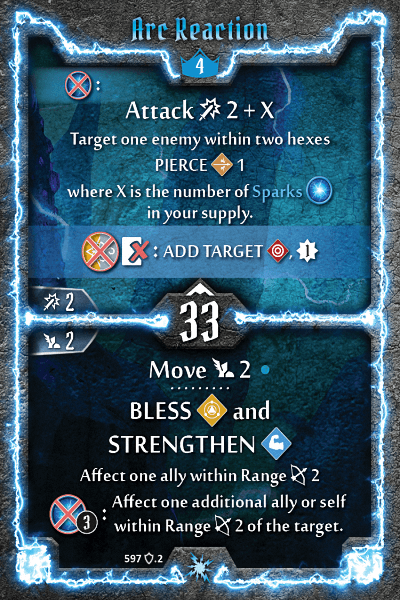 Arc Reaction
4
:
Attack 2 + X
Target one enemy within two hexes
PIERCE 1
where X is the number of Sparks
in your supply.
: ADD TARGET , 1
2
33
2
Move 2
BLESS and
STRENGTHEN
Affect one ally within Range 2
3 : Affect one additional ally or self
within Range 2 of the target.
597 .2